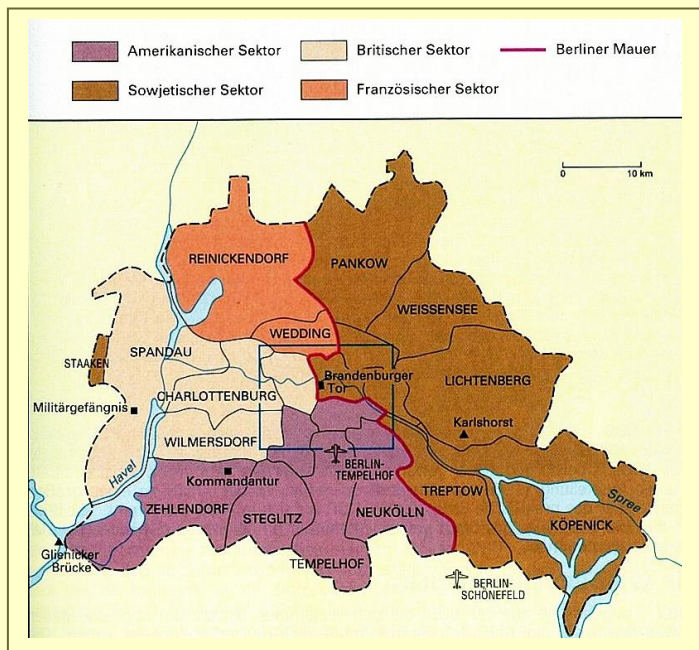 Amerikanischer Sektor
Britischer Sektor
Berliner Mauer
Sowjetischer Sektor
Französischer Sektor
0 10 km
REINICKENDORF
PANKOW
WEISSENSEE
WEDDING
SPANDAU
STAAKEN
Brandenburger
Tor
LICHTENBERG
CHARLOTTENBURG
Militärgefängnis
Karlshorst
WILMERSDORF
Havel
Kommandantur
BERLIN-
TEMPELHOF
TREPTOW
Spree
ZEHLENDORF
STEGLITZ
NEUKÖLLN
KÖPENICK
Glienicker
Brücke
TEMPELHOF
BERLIN-
SCHÖNEFELD